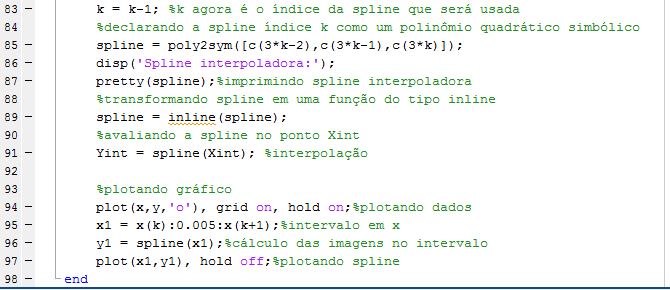 83 – k = k-1; %k agora é o índice da spline que será usada
84 %declarando a spline índice k como um polinômio quadrático simbólico
85 – spline = poly2sym([c(3*k-2),c(3*k-1),c(3*k)]);
86 – disp('Spline interpoladora:');
87 – pretty(spline);%imprimindo spline interpoladora
88 %transformando spline em uma função do tipo inline
89 – spline = inline(spline);
90 %avaliando a spline no ponto Xint
91 – Yint = spline(Xint); %interpolação
92
93 %plotando gráfico
94 – plot(x,y,'o'), grid on, hold on;%plotando dados
95 – x1 = x(k):0.005:x(k+1);%intervalo em x
96 – y1 = spline(x1);%cálculo das imagens no intervalo
97 – plot(x1,y1), hold off;%plotando spline
98 – end